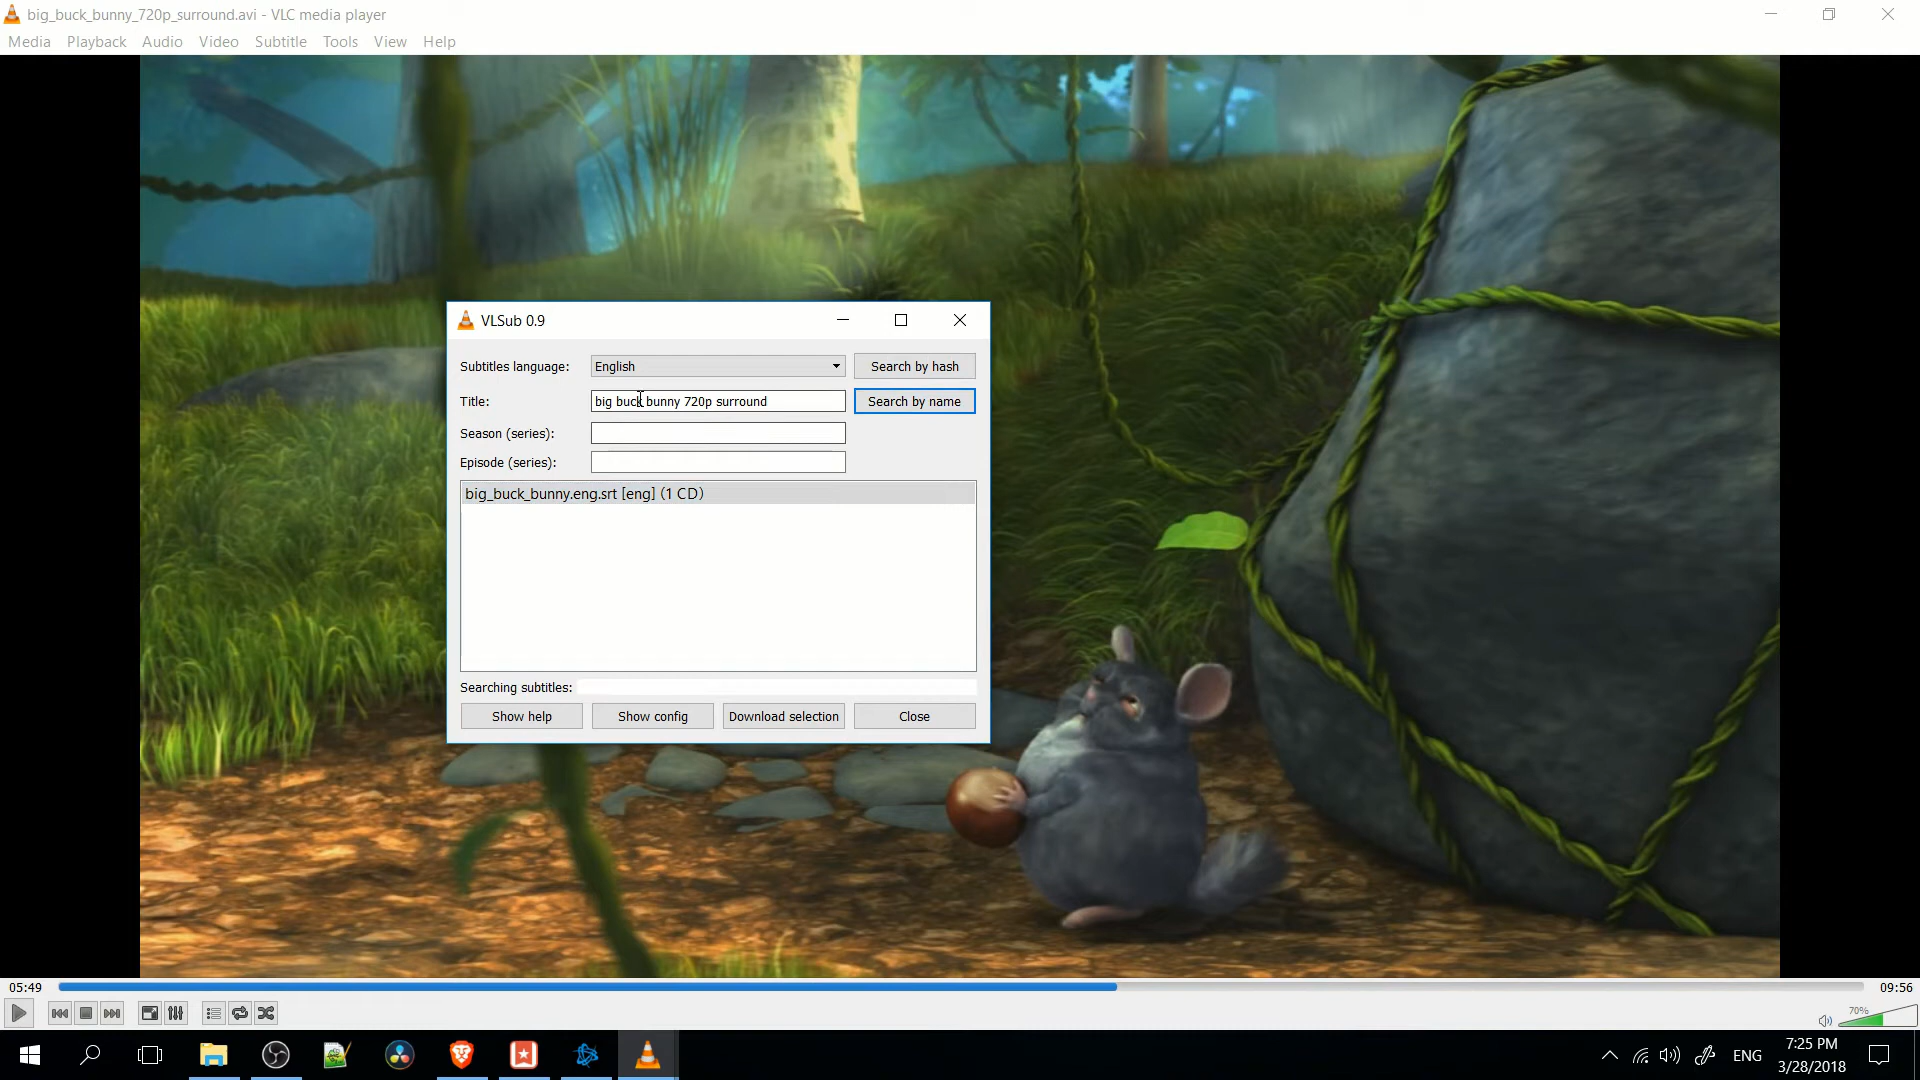 big_buck_bunny_720p_surround.avi - VLC media player
Media Playback Audio Video Subtitle Tools View Help
VLSub 0.9
Subtitles language: English Search by hash
Title: big buck bunny 720p surround Search by name
Season (series):
Episode (series):
big_buck_bunny.eng.srt [eng] (1 CD)
Searching subtitles:
Show help Show config Download selection Close
05:49 09:56
70%
ENG 7:25 PM
3/28/2018